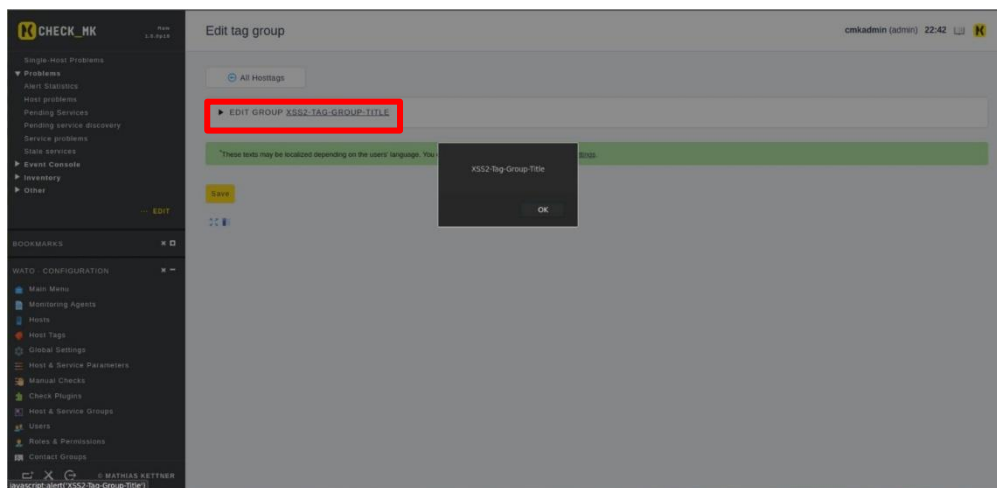 CHECK_MK
Raw
Edit tag group
cmkadmin (admin) 22:42
Single-Host Problems
Problems
Alert Statistics
Host problems
Pending Services
Pending service discovery
Service problems
Stale services
Event Console
Inventory
Other
EDIT
BOOKMARKS
WATO · CONFIGURATION
Main Menu
Monitoring Agents
Hosts
Host Tags
Global Settings
Host & Service Parameters
Manual Checks
Check Plugins
Host & Service Groups
Users
Roles & Permissions
Contact Groups
© MATHIAS KETTNER
javascript:alert('XSS2-Tag-Group-Title')
All Hosttags
EDIT GROUP XSS2-TAG-GROUP-TITLE
*These texts may be localized depending on the users' language. You
XSS2-Tag-Group-Title
OK
Save